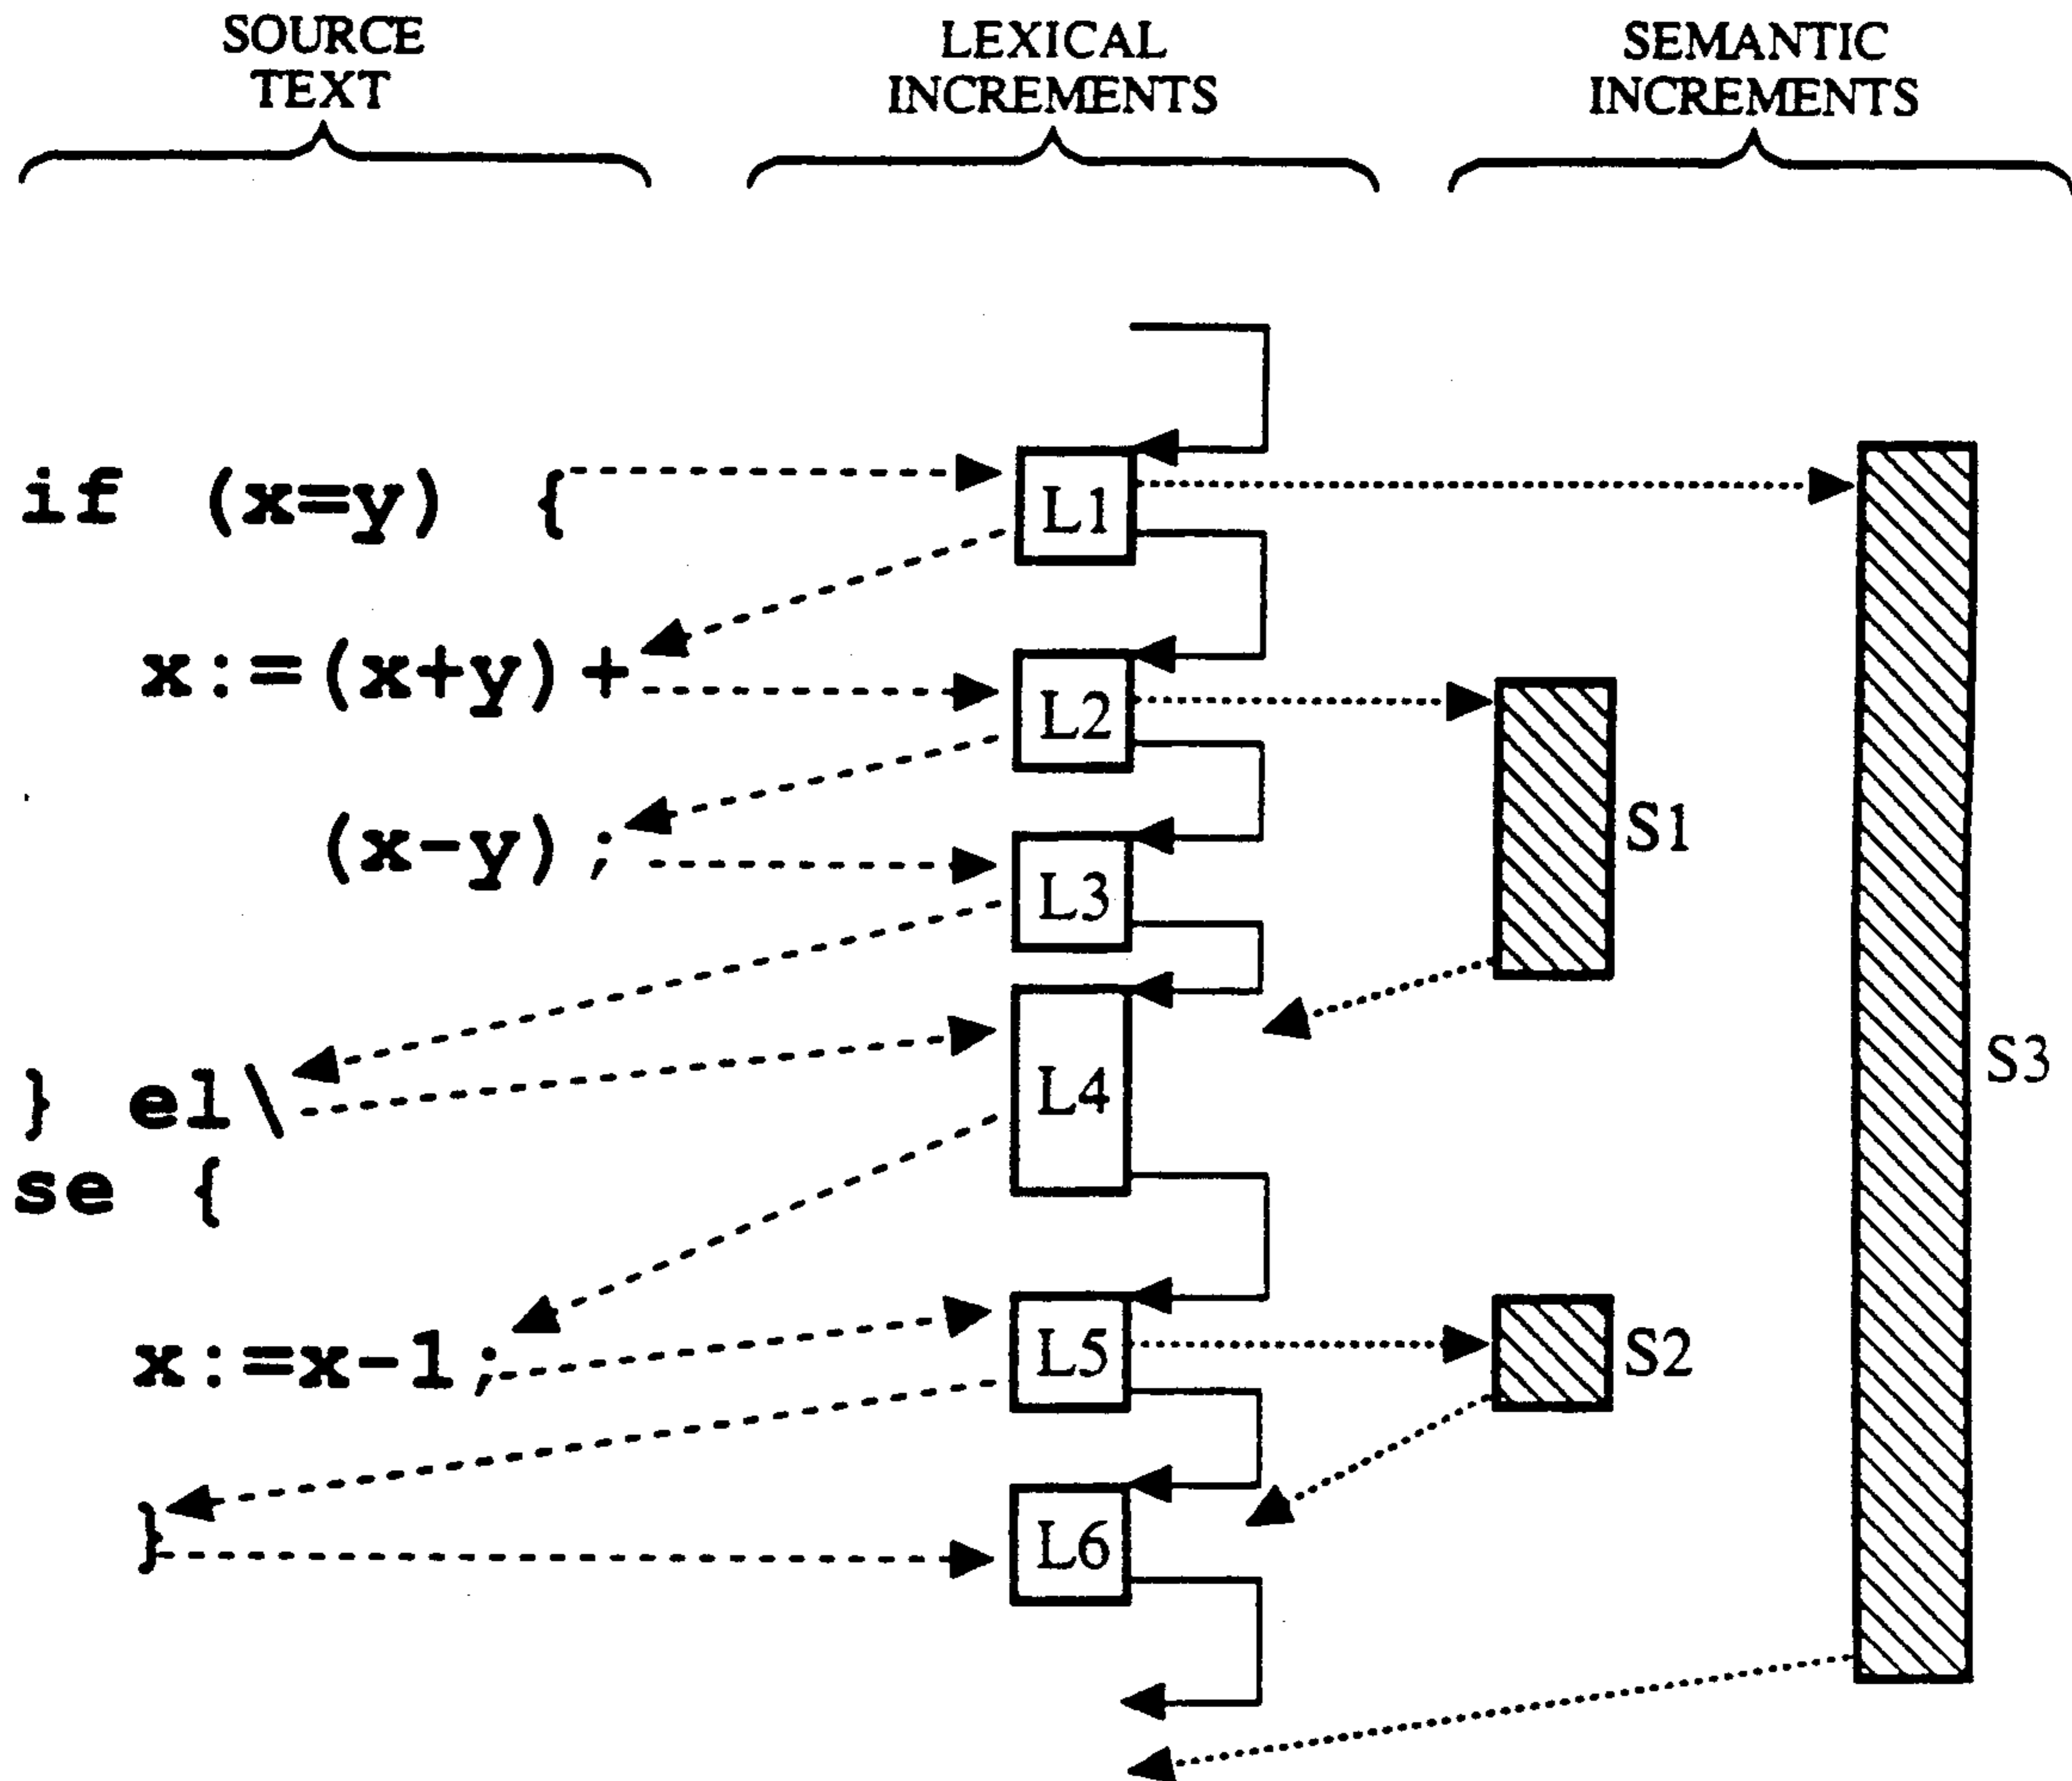 SOURCE
TEXT
LEXICAL
INCREMENTS
SEMANTIC
INCREMENTS
if (x=y) {
L1
x:=(x+y)+
L2
(x-y);
S1
L3
} el\
L4
S3
se {
x:=x-1;
L5
S2
}
L6